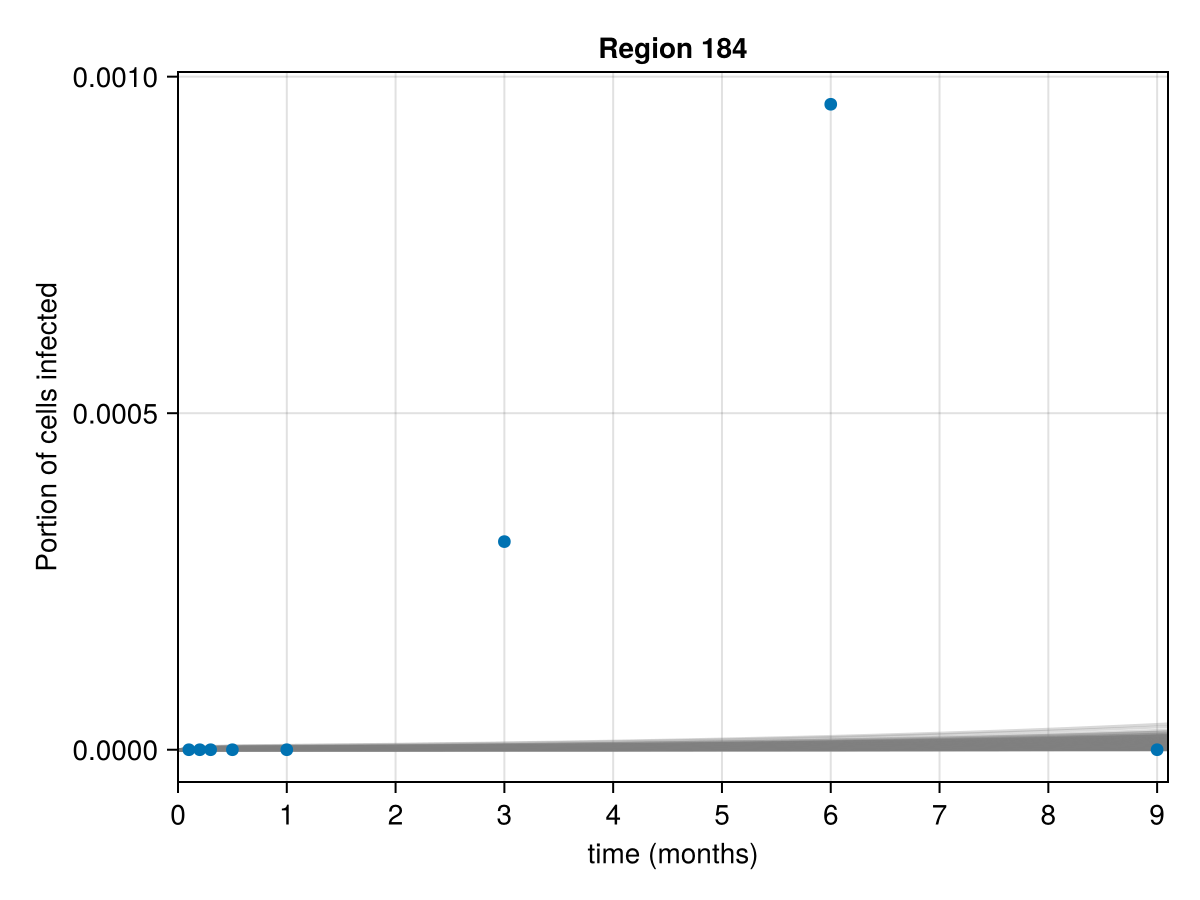 Region 184
0.0010
0.0005
0.0000
Portion of cells infected
0 1 2 3 4 5 6 7 8 9
time (months)